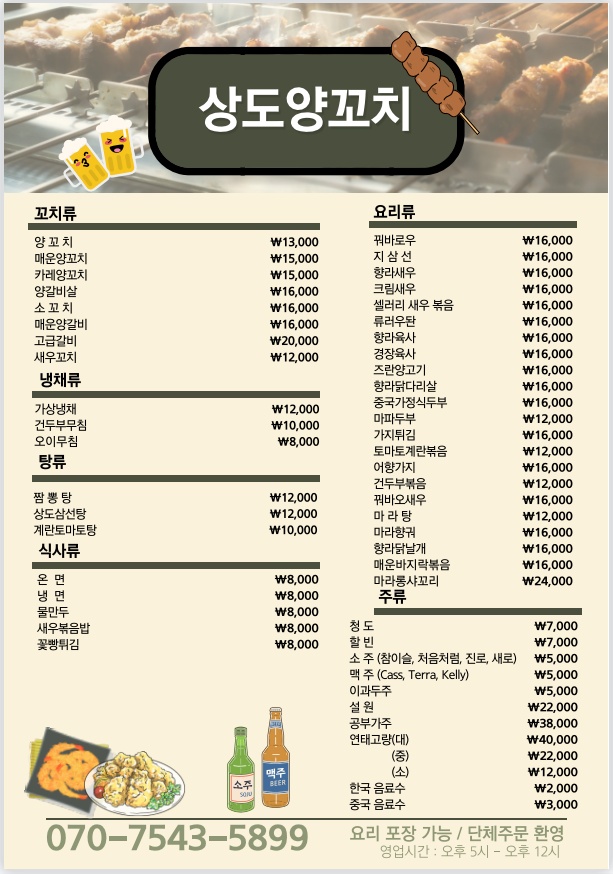 상도양꼬치
꼬치류
양 꼬 치 ₩13,000
매운양꼬치 ₩15,000
카레양꼬치 ₩15,000
양갈비살 ₩16,000
소 꼬 치 ₩16,000
매운양갈비 ₩16,000
고급갈비 ₩20,000
새우꼬치 ₩12,000
냉채류
가상냉채 ₩12,000
건두부무침 ₩10,000
오이무침 ₩8,000
탕류
짬 뽕 탕 ₩12,000
상도삼선탕 ₩12,000
계란토마토탕 ₩10,000
식사류
온 면 ₩8,000
냉 면 ₩8,000
물만두 ₩8,000
새우볶음밥 ₩8,000
꽃빵튀김 ₩8,000
요리류
꿔바로우 ₩16,000
지 삼 선 ₩16,000
향라새우 ₩16,000
크림새우 ₩16,000
셀러리 새우 볶음 ₩16,000
류러우돤 ₩16,000
향라육사 ₩16,000
경장육사 ₩16,000
즈란양고기 ₩16,000
향라닭다리살 ₩16,000
중국가정식두부 ₩16,000
마파두부 ₩12,000
가지튀김 ₩16,000
토마토계란볶음 ₩12,000
어향가지 ₩16,000
건두부볶음 ₩12,000
꿔바오새우 ₩16,000
마 라 탕 ₩12,000
마라향궈 ₩16,000
향라닭날개 ₩16,000
매운바지락볶음 ₩16,000
마라롱샤꼬리 ₩24,000
주류
청 도 ₩7,000
할 빈 ₩7,000
소 주 (참이슬, 처음처럼, 진로, 새로) ₩5,000
맥 주 (Cass, Terra, Kelly) ₩5,000
이과두주 ₩5,000
설 원 ₩22,000
공부가주 ₩38,000
연태고량(대) ₩40,000
(중) ₩22,000
(소) ₩12,000
한국 음료수 ₩2,000
중국 음료수 ₩3,000
소주
SOJU
맥주
BEER
070-7543-5899
요리 포장 가능 / 단체주문 환영
영업시간 : 오후 5시 - 오후 12시